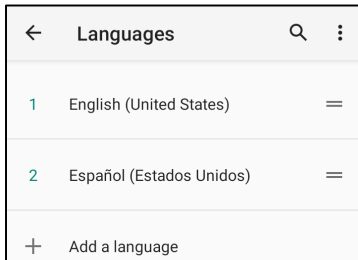 Languages
1 English (United States)
2 Español (Estados Unidos)
Add a language